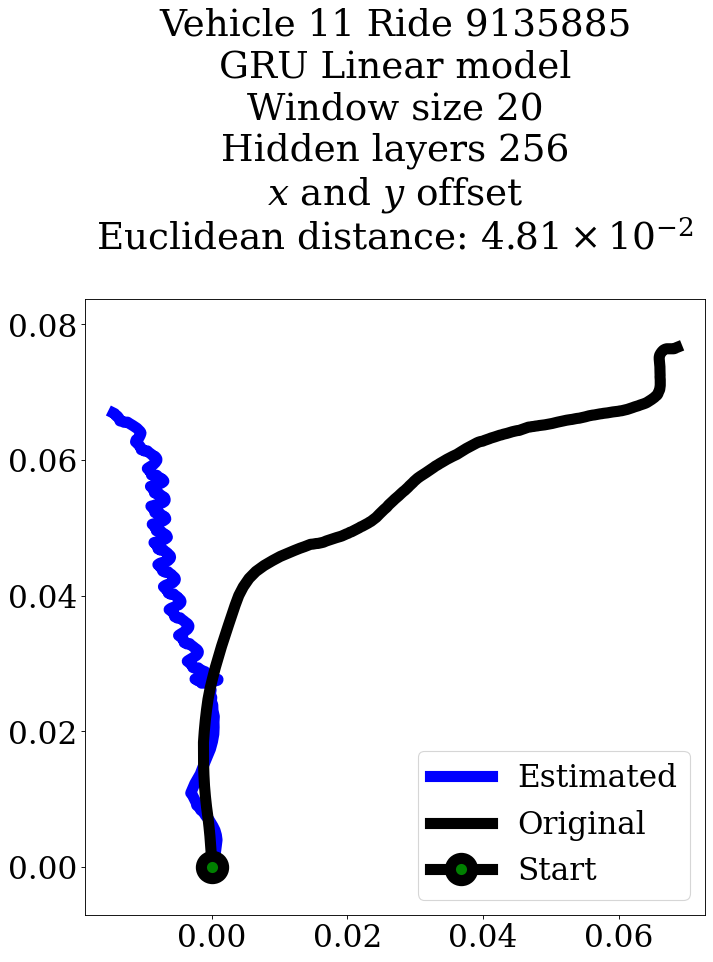 Vehicle 11 Ride 9135885
GRU Linear model
Window size 20
Hidden layers 256
x and y offset
Euclidean distance: 4.81 × 10⁻²
0.08
0.06
0.04
0.02
0.00
Estimated
Original
Start
0.00 0.02 0.04 0.06